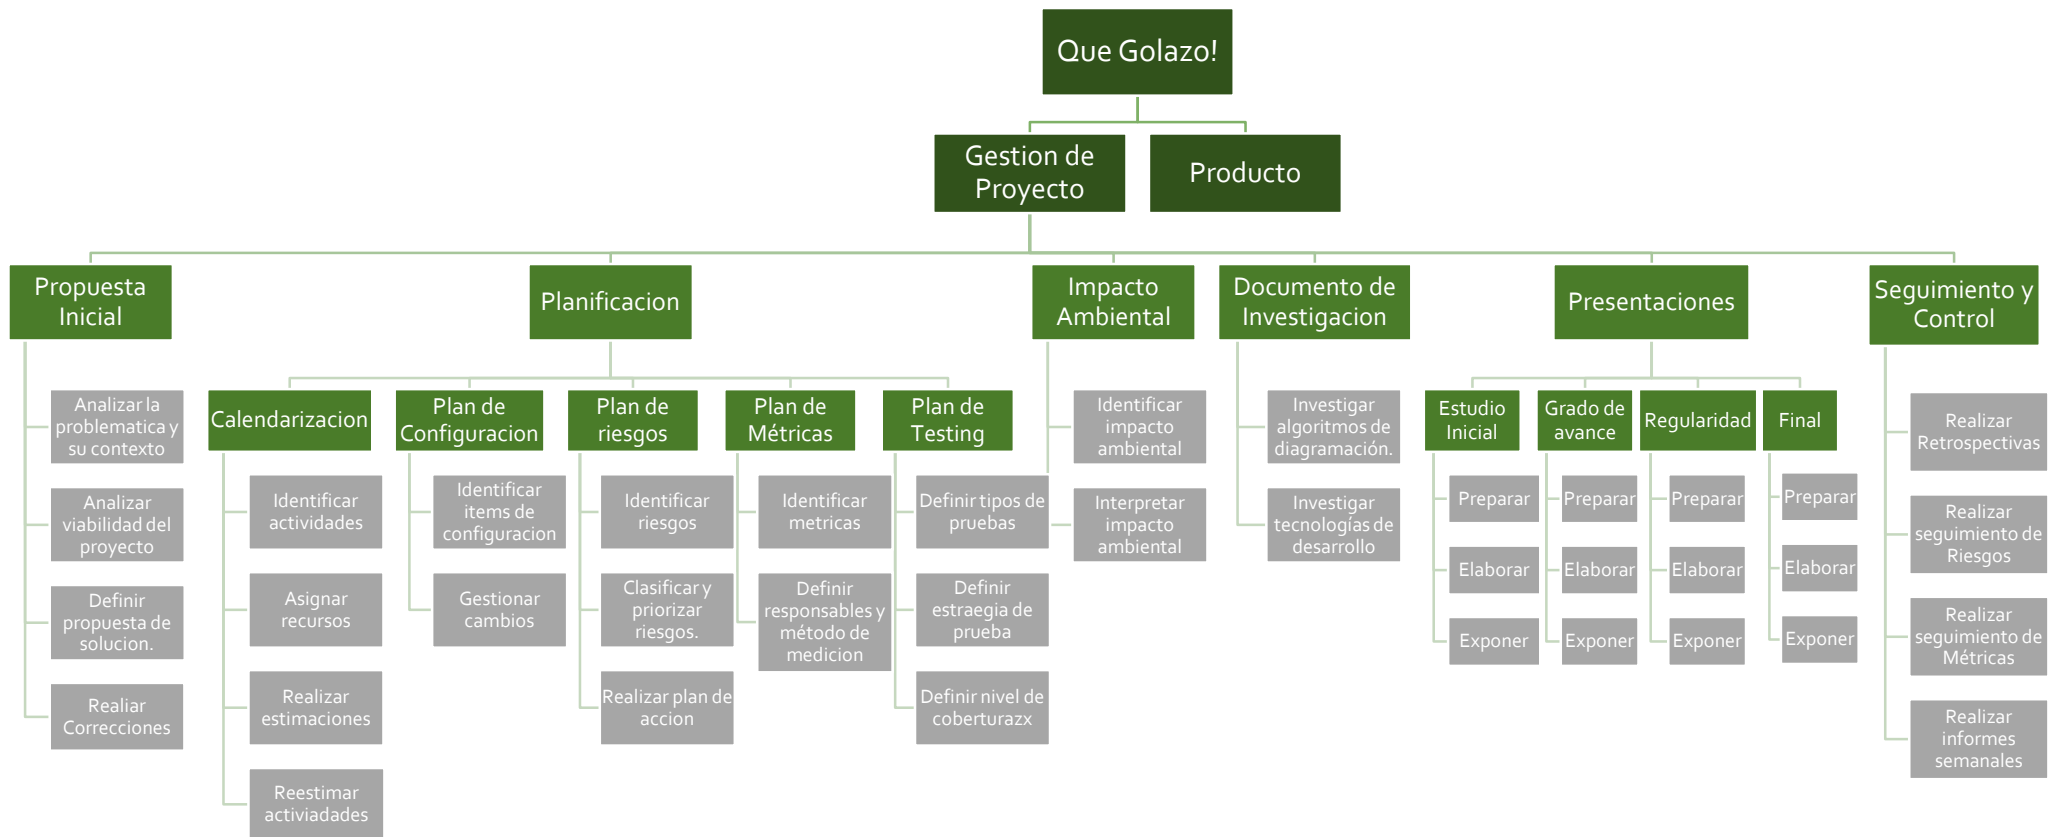 Que Golazo!
Gestion de
Proyecto
Producto
Propuesta
Inicial
Planificacion
Impacto
Ambiental
Documento de
Investigacion
Presentaciones
Seguimiento y
Control
Analizar la
problematica y
su contexto
Analizar
viabilidad del
proyecto
Definir
propuesta de
solucion.
Realiar
Correcciones
Calendarizacion
Identificar
actividades
Asignar
recursos
Realizar
estimaciones
Reestimar
activiadades
Plan de
Configuracion
Identificar
items de
configuracion
Gestionar
cambios
Plan de
riesgos
Identificar
riesgos
Clasificar y
priorizar
riesgos.
Realizar plan de
accion
Plan de
Métricas
Identificar
metricas
Definir
responsables y
método de
medicion
Plan de
Testing
Definir tipos de
pruebas
Definir
estraegia de
prueba
Definir nivel de
coberturazx
Identificar
impacto
ambiental
Interpretar
impacto
ambiental
Investigar
algoritmos de
diagramación.
Investigar
tecnologías de
desarrollo
Estudio
Inicial
Preparar
Elaborar
Exponer
Grado de
avance
Preparar
Elaborar
Exponer
Regularidad
Preparar
Elaborar
Exponer
Final
Preparar
Elaborar
Exponer
Realizar
Retrospectivas
Realizar
seguimiento de
Riesgos
Realizar
seguimiento de
Métricas
Realizar
informes
semanales